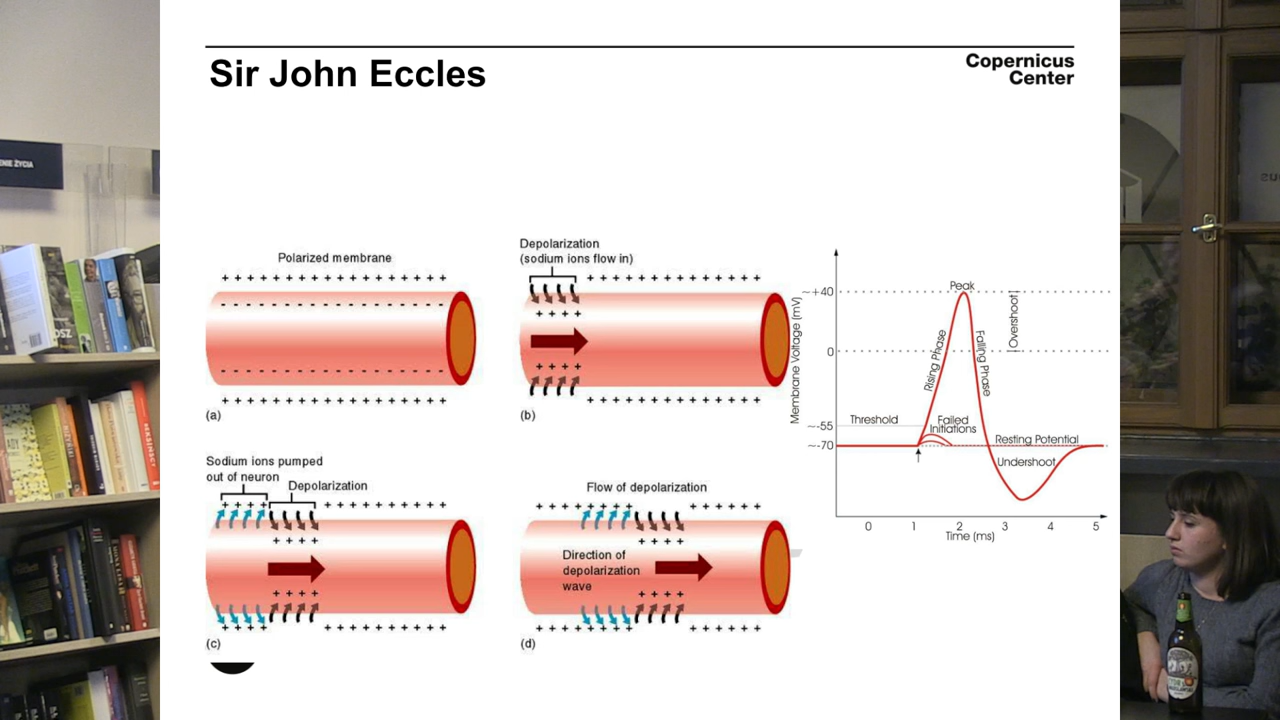 Sir John Eccles
Copernicus
Center
Polarized membrane
+ + + + + + + + + + + + + + + + + +
- - - - - - - - - - - - - - - - -
- - - - - - - - - - - - - - - - -
+ + + + + + + + + + + + + + + + + +
(a)
Depolarization
(sodium ions flow in)
+ + + + + + + + + + + + + +
+ + + +
+ + + +
+ + + + + + + + + + + + + +
(b)
Sodium ions pumped
out of neuron
Depolarization
+ + + +
+ + + + + + + + + +
+ + + +
+ + + +
+ + + +
+ + + + + + + + + +
(c)
Flow of depolarization
+ + + + + + + + +
+ + + + + +
+ + + +
Direction of
depolarization
wave
+ + + +
+ + + + + + + + +
+ + + + + +
(d)
Membrane Voltage (mV)
~+40
0
~-55
~-70
Peak
Overshoot
Rising Phase
Falling Phase
Threshold
Failed
Initiations
Resting Potential
Undershoot
0 1 2 3 4 5
Time (ms)
ENIE ŻYCIA